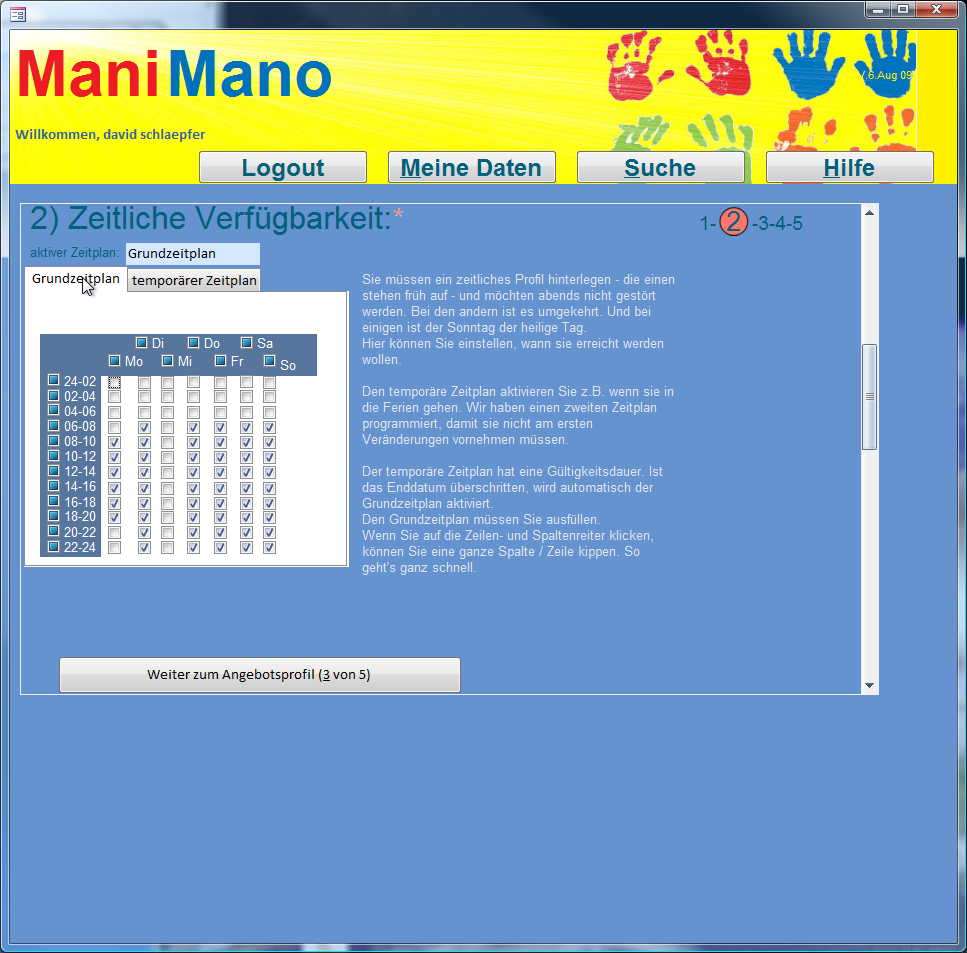 Mani Mano
V.6.Aug 09
Willkommen, david schlaepfer
Logout
Meine Daten
Suche
Hilfe
2) Zeitliche Verfügbarkeit:*
1- 2 -3-4-5
aktiver Zeitplan: Grundzeitplan
Grundzeitplan
temporärer Zeitplan
Di Do Sa
Mo Mi Fr So
24-02
02-04
04-06
06-08
08-10
10-12
12-14
14-16
16-18
18-20
20-22
22-24
Sie müssen ein zeitliches Profil hinterlegen - die einen
stehen früh auf - und möchten abends nicht gestört
werden. Bei den andern ist es umgekehrt. Und bei
einigen ist der Sonntag der heilige Tag.
Hier können Sie einstellen, wann sie erreicht werden
wollen.
Den temporäre Zeitplan aktivieren Sie z.B. wenn sie in
die Ferien gehen. Wir haben einen zweiten Zeitplan
programmiert, damit sie nicht am ersten
Veränderungen vornehmen müssen.
Der temporäre Zeitplan hat eine Gültigkeitsdauer. Ist
das Enddatum überschritten, wird automatisch der
Grundzeitplan aktiviert.
Den Grundzeitplan müssen Sie ausfüllen.
Wenn Sie auf die Zeilen- und Spaltenreiter klicken,
können Sie eine ganze Spalte / Zeile kippen. So
geht's ganz schnell.
Weiter zum Angebotsprofil (3 von 5)